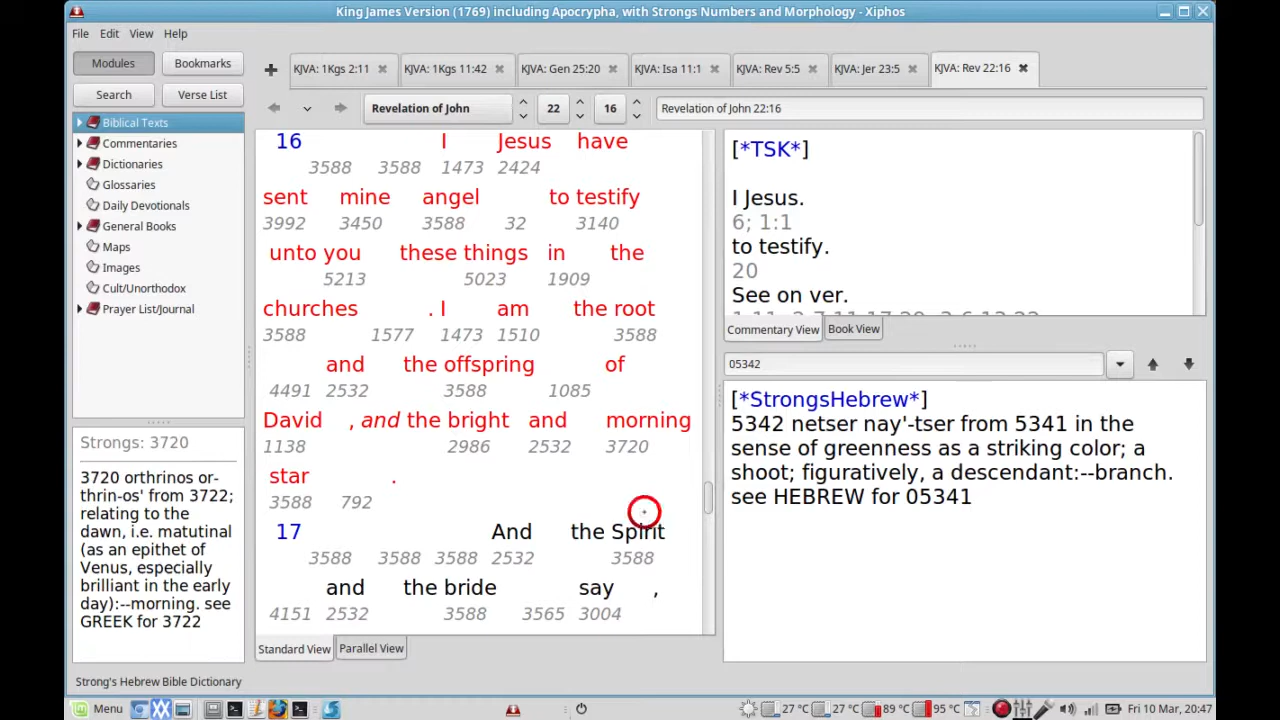 King James Version (1769) including Apocrypha, with Strongs Numbers and Morphology - Xiphos
File Edit View Help
Modules Bookmarks
Search Verse List
Biblical Texts
Commentaries
Dictionaries
Glossaries
Daily Devotionals
General Books
Maps
Images
Cult/Unorthodox
Prayer List/Journal
Strongs: 3720
3720 orthrinos or-
thrin-os' from 3722;
relating to the
dawn, i.e. matutinal
(as an epithet of
Venus, especially
brilliant in the early
day):--morning. see
GREEK for 3722
KJVA: 1Kgs 2:11 KJVA: 1Kgs 11:42 KJVA: Gen 25:20 KJVA: Isa 11:1 KJVA: Rev 5:5 KJVA: Jer 23:5 KJVA: Rev 22:16
Revelation of John 22 16 Revelation of John 22:16
16 I Jesus have
3588 3588 1473 2424
sent mine angel to testify
3992 3450 3588 32 3140
unto you these things in the
5213 5023 1909
churches . I am the root
3588 1577 1473 1510 3588
and the offspring of
4491 2532 3588 1085
David , and the bright and morning
1138 2986 2532 3720
star .
3588 792
17 And the Spirit
3588 3588 3588 2532 3588
and the bride say ,
4151 2532 3588 3565 3004
Standard View Parallel View
[*TSK*]
I Jesus.
6; 1:1
to testify.
20
See on ver.
Commentary View Book View
05342
[*StrongsHebrew*]
5342 netser nay'-tser from 5341 in the
sense of greenness as a striking color; a
shoot; figuratively, a descendant:--branch.
see HEBREW for 05341
Strong's Hebrew Bible Dictionary
Menu 27 °C 27 °C 89 °C 95 °C Fri 10 Mar, 20:47